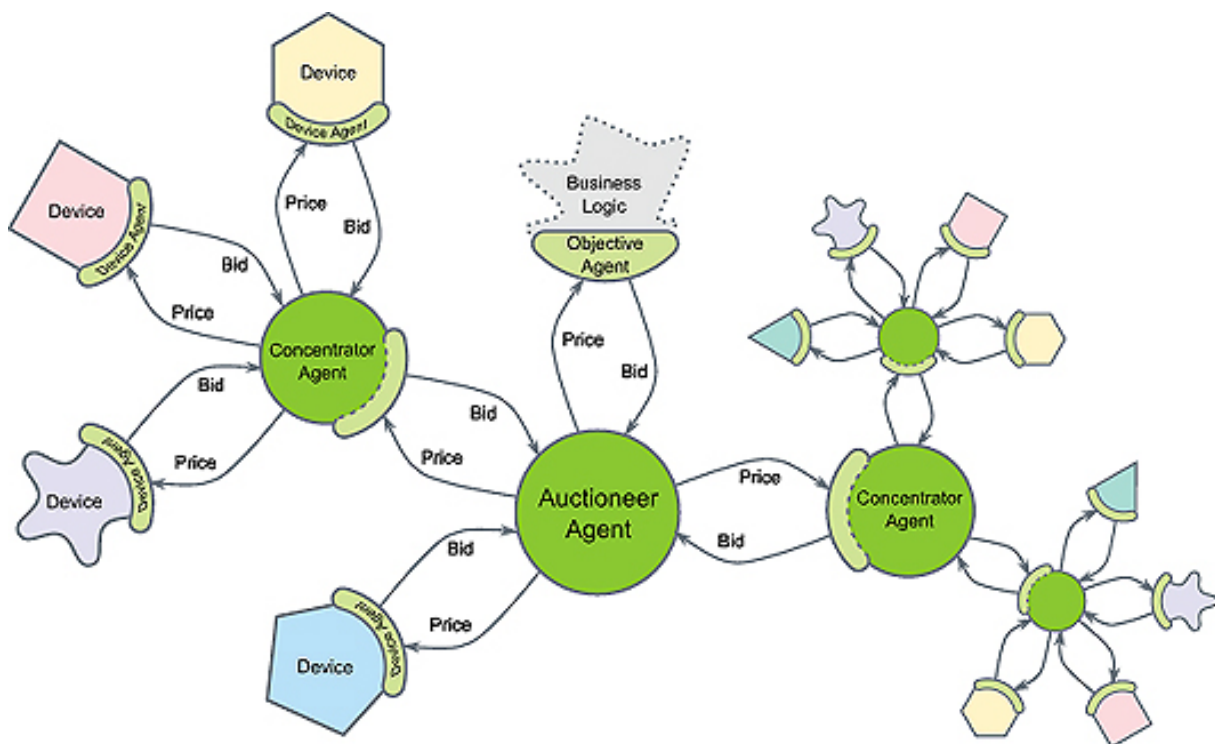 Device
Device Agent
Price
Bid
Device
Device Agent
Bid
Price
Business
Logic
Objective
Agent
Price
Bid
Concentrator
Agent
Bid
Price
Device Agent
Device
Bid
Price
Auctioneer
Agent
Price
Bid
Concentrator
Agent
Bid
Price
Device Agent
Device